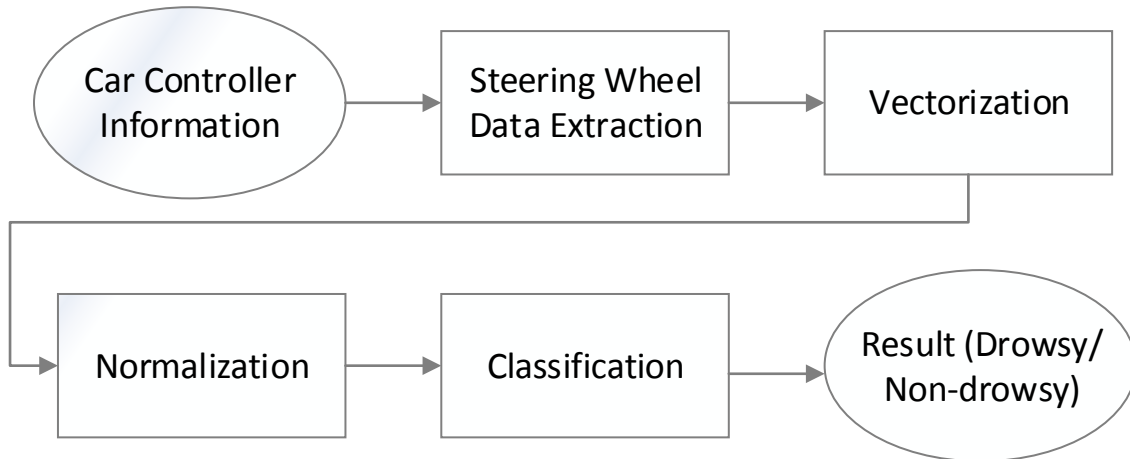 Car Controller
Information
Steering Wheel
Data Extraction
Vectorization
Normalization
Classification
Result (Drowsy/
Non-drowsy)